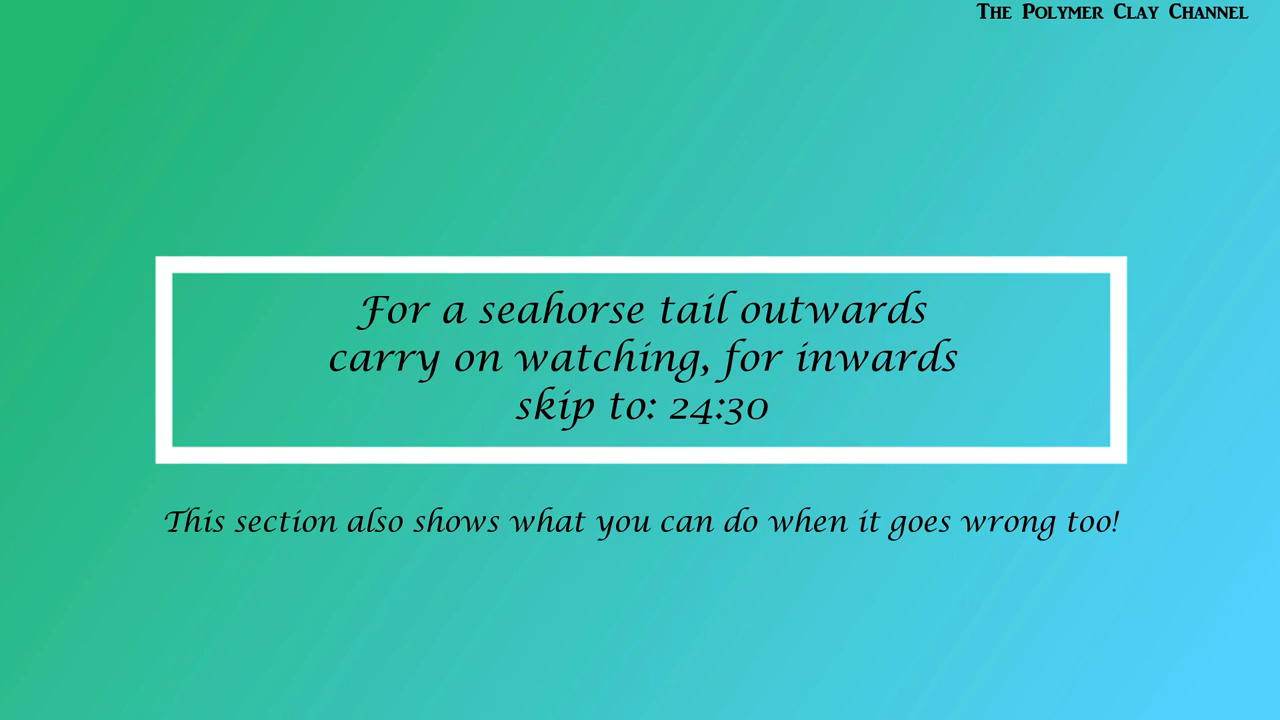 The Polymer Clay Channel
For a seahorse tail outwards
carry on watching, for inwards
skip to: 24:30
This section also shows what you can do when it goes wrong too!